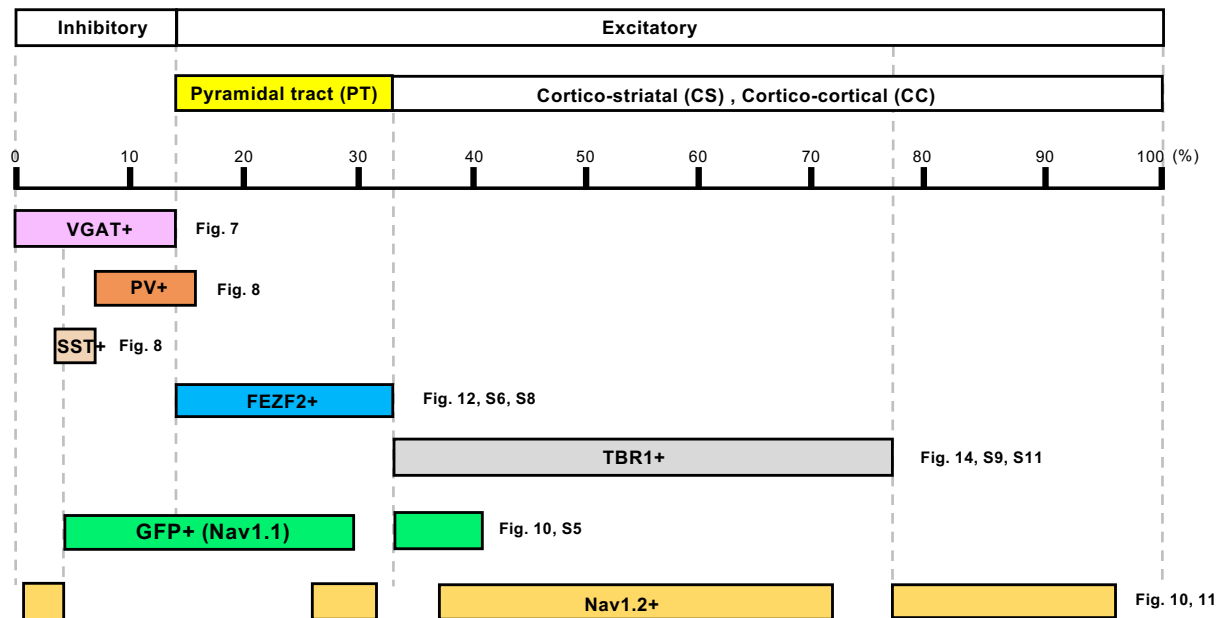 Inhibitory Excitatory
Pyramidal tract (PT) Cortico-striatal (CS) , Cortico-cortical (CC)
0 10 20 30 40 50 60 70 80 90 100 (%)
VGAT+ Fig. 7
PV+ Fig. 8
SST+ Fig. 8
FEZF2+ Fig. 12, S6, S8
TBR1+ Fig. 14, S9, S11
GFP+ (Nav1.1) Fig. 10, S5
Nav1.2+ Fig. 10, 11